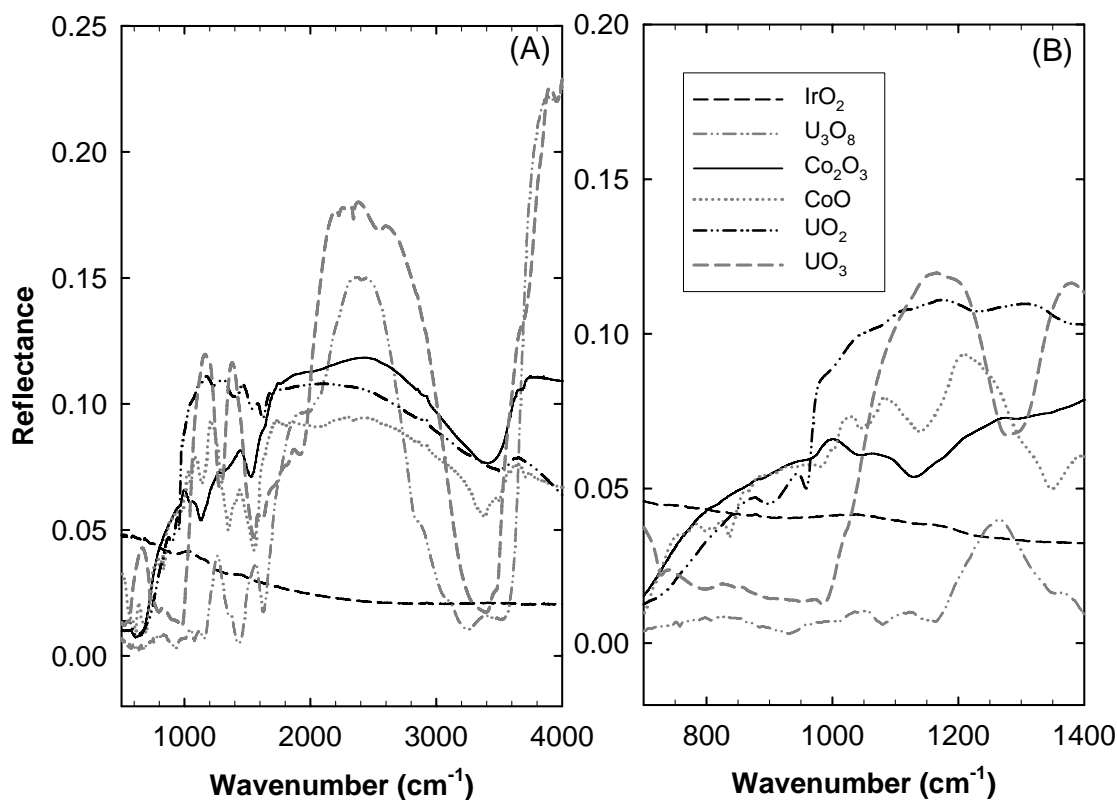 (A)
0.25
0.20
0.15
0.10
0.05
0.00
Reflectance
1000 2000 3000 4000
Wavenumber (cm⁻¹)
(B)
0.20
0.15
0.10
0.05
0.00
IrO₂
U₃O₈
Co₂O₃
CoO
UO₂
UO₃
800 1000 1200 1400
Wavenumber (cm⁻¹)